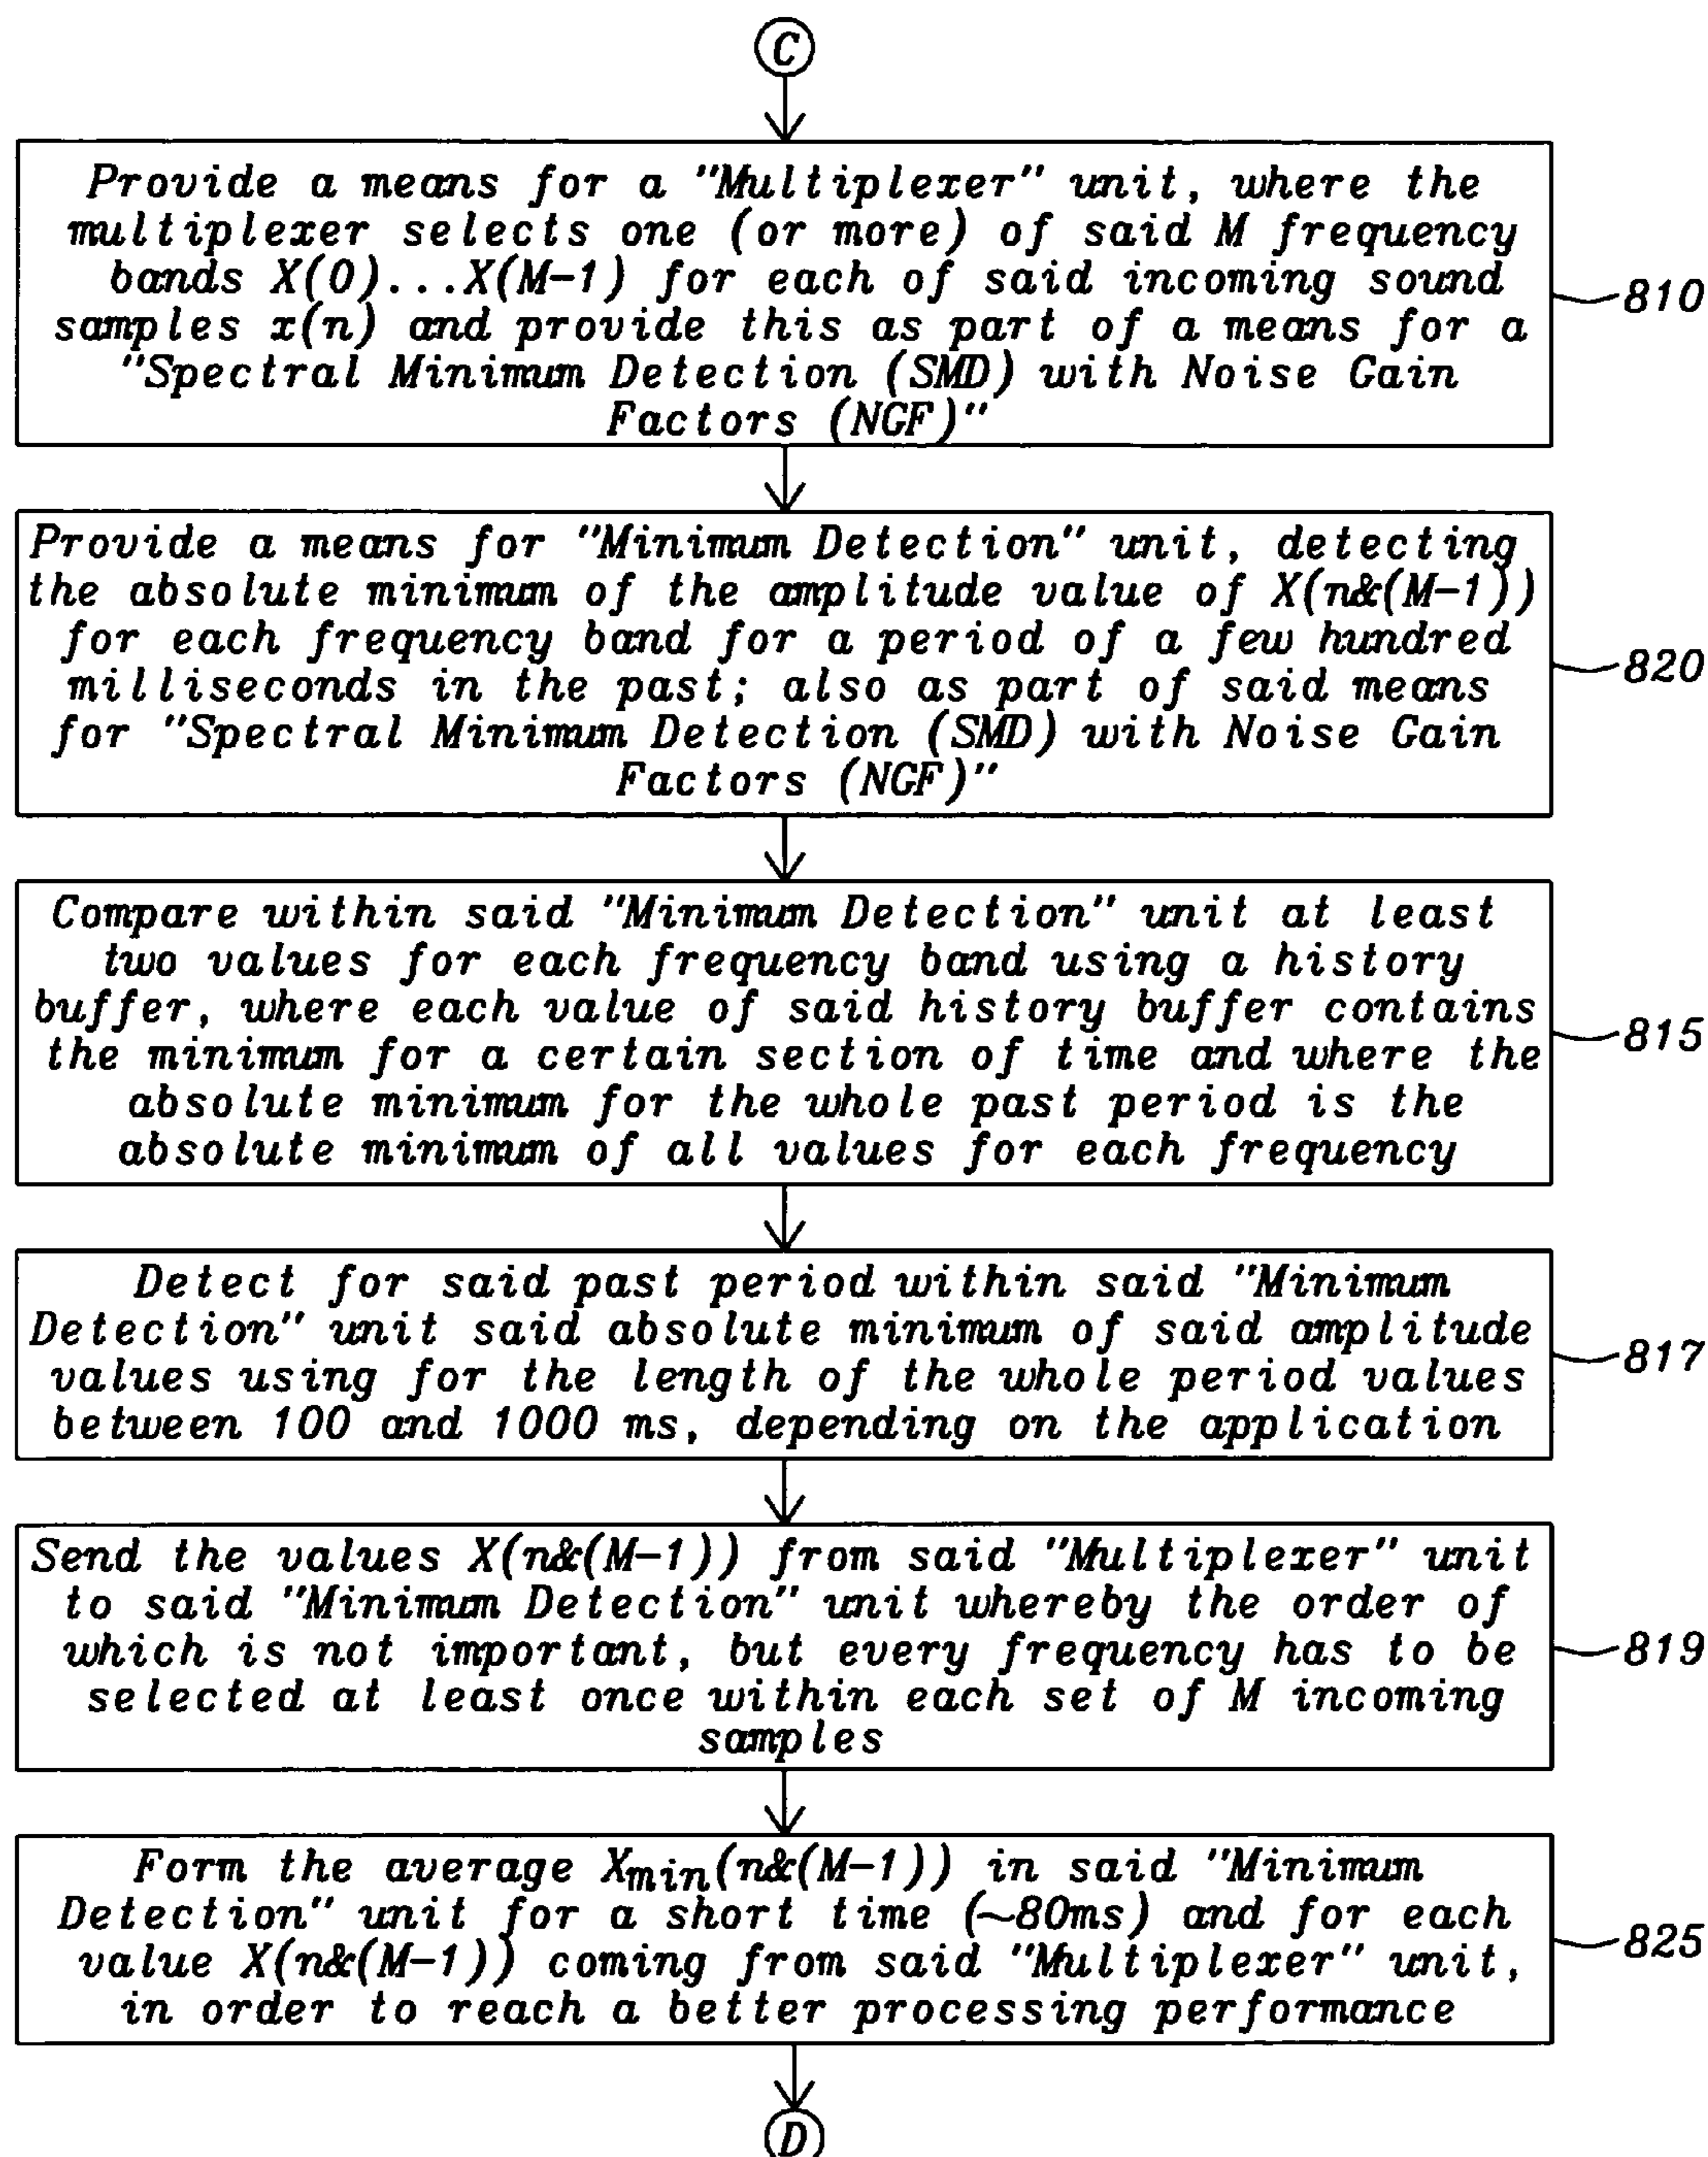 C
Provide a means for a "Multiplexer" unit, where the
multiplexer selects one (or more) of said M frequency
bands X(0)...X(M-1) for each of said incoming sound
samples x(n) and provide this as part of a means for a
"Spectral Minimum Detection (SMD) with Noise Gain
Factors (NGF)"
810
Provide a means for "Minimum Detection" unit, detecting
the absolute minimum of the amplitude value of X(n&(M-1))
for each frequency band for a period of a few hundred
milliseconds in the past; also as part of said means
for "Spectral Minimum Detection (SMD) with Noise Gain
Factors (NGF)"
820
Compare within said "Minimum Detection" unit at least
two values for each frequency band using a history
buffer, where each value of said history buffer contains
the minimum for a certain section of time and where the
absolute minimum for the whole past period is the
absolute minimum of all values for each frequency
815
Detect for said past period within said "Minimum
Detection" unit said absolute minimum of said amplitude
values using for the length of the whole period values
between 100 and 1000 ms, depending on the application
817
Send the values X(n&(M-1)) from said "Multiplexer" unit
to said "Minimum Detection" unit whereby the order of
which is not important, but every frequency has to be
selected at least once within each set of M incoming
samples
819
Form the average Xmin(n&(M-1)) in said "Minimum
Detection" unit for a short time (~80ms) and for each
value X(n&(M-1)) coming from said "Multiplexer" unit,
in order to reach a better processing performance
825
D